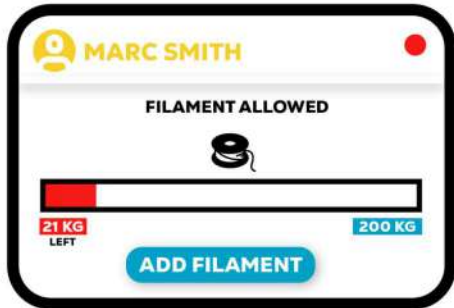 MARC SMITH
FILAMENT ALLOWED
21 KG
200 KG
LEFT
ADD FILAMENT